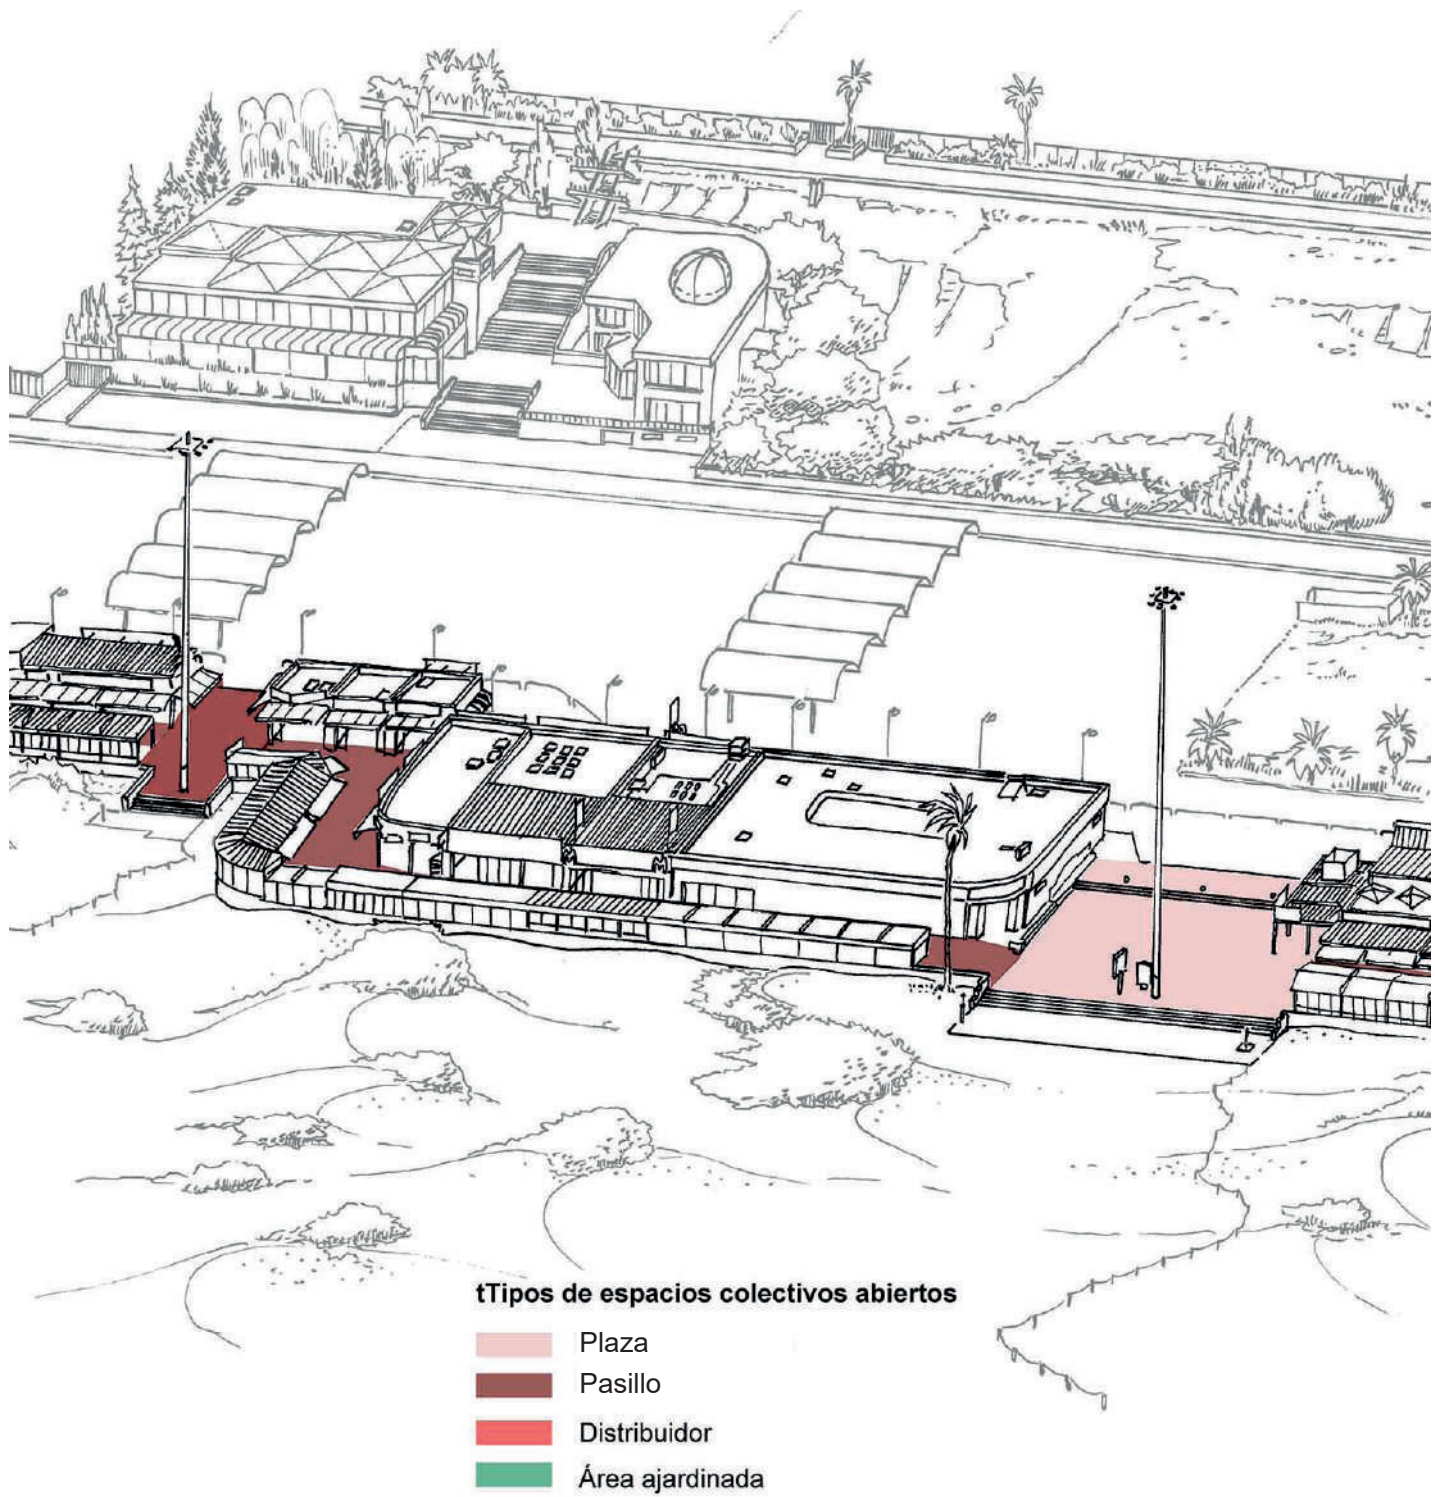 tTipos de espacios colectivos abiertos
Plaza
Pasillo
Distribuidor
Área ajardinada